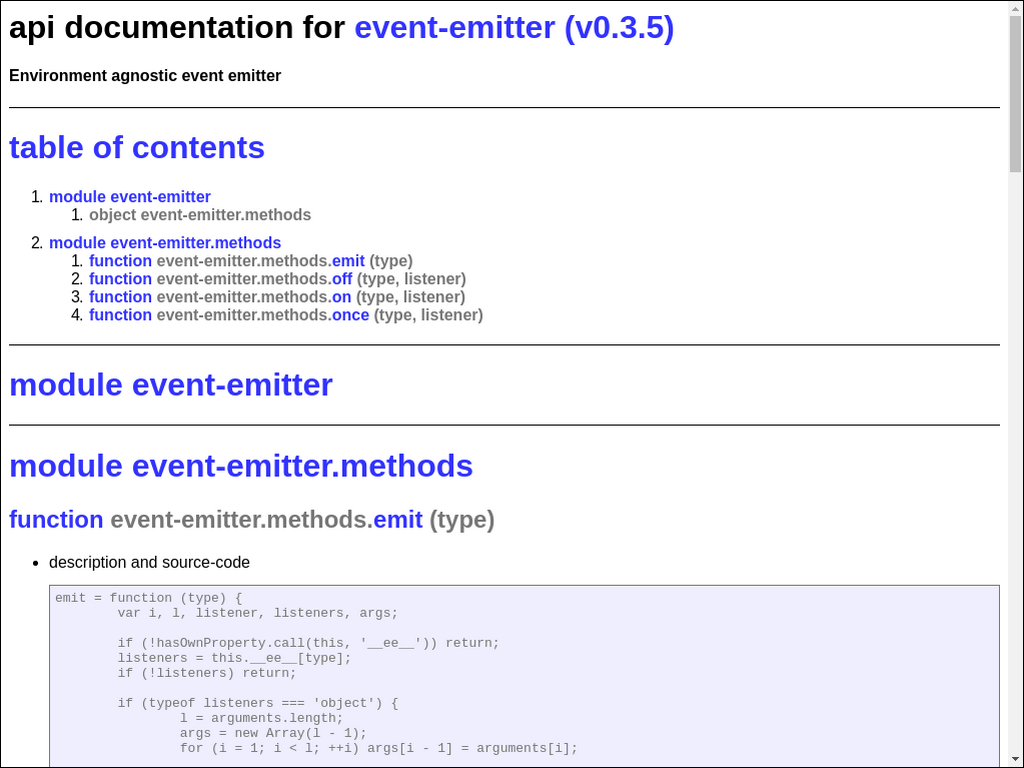 api documentation for event-emitter (v0.3.5)
Environment agnostic event emitter
table of contents
1. module event-emitter
1. object event-emitter.methods
2. module event-emitter.methods
1. function event-emitter.methods.emit (type)
2. function event-emitter.methods.off (type, listener)
3. function event-emitter.methods.on (type, listener)
4. function event-emitter.methods.once (type, listener)
module event-emitter
module event-emitter.methods
function event-emitter.methods.emit (type)
• description and source-code
emit = function (type) {
        var i, l, listener, listeners, args;

        if (!hasOwnProperty.call(this, '__ee__')) return;
        listeners = this.__ee__[type];
        if (!listeners) return;

        if (typeof listeners === 'object') {
                l = arguments.length;
                args = new Array(l - 1);
                for (i = 1; i < l; ++i) args[i - 1] = arguments[i];